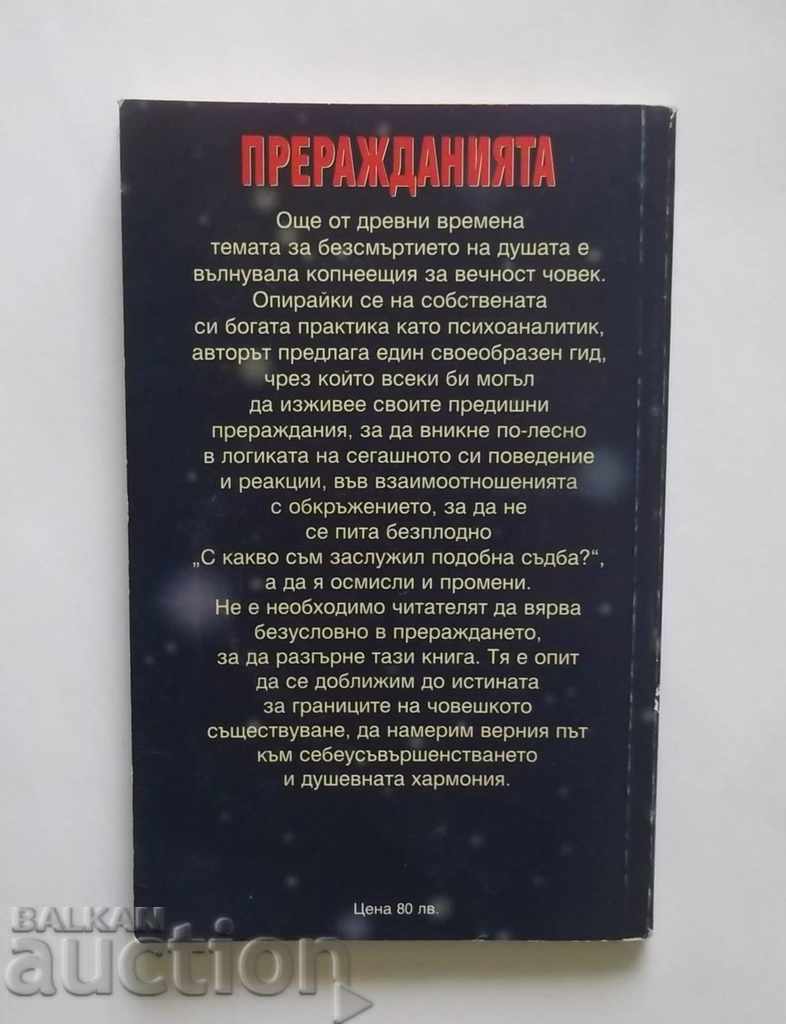 ПРЕРАЖДАНИЯТА
Още от древни времена
темата за безсмъртието на душата е
вълнувала копнеещия за вечност човек.
Опирайки се на собствената
си богата практика като психоаналитик,
авторът предлага един своеобразен гид,
чрез който всеки би могъл
да изживее своите предишни
прераждания, за да вникне по-лесно
в логиката на сегашното си поведение
и реакции, във взаимоотношенията
с обкръжението, за да не
се пита безплодно
„С какво съм заслужил подобна съдба?“,
а да я осмисли и промени.
Не е необходимо читателят да вярва
безусловно в прераждането,
за да разгърне тази книга. Тя е опит
да се доближим до истината
за границите на човешкото
съществуване, да намерим верния път
към себеусъвършенстването
и душевната хармония.
Цена 80 лв.
BALKAN
auction